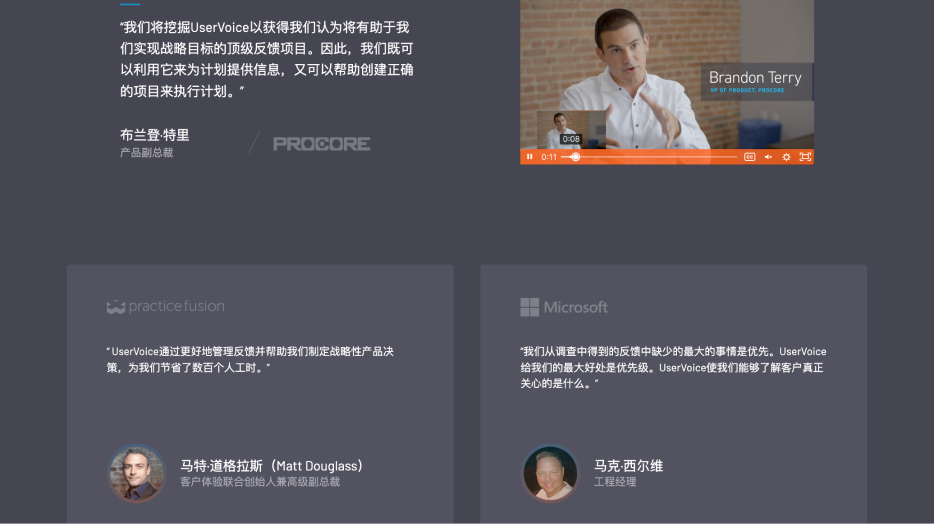 “我们将挖掘UserVoice以获得我们认为将有助于我
们实现战略目标的顶级反馈项目。因此，我们既可
以利用它来为计划提供信息，又可以帮助创建正确
的项目来执行计划。”
布兰登·特里
产品副总裁
PROCORE
Brandon Terry
VP OF PRODUCT, PROCORE
0:08
0:11
CC
practice fusion
“ UserVoice通过更好地管理反馈并帮助我们制定战略性产品决
策，为我们节省了数百个人工时。”
马特·道格拉斯（Matt Douglass）
客户体验联合创始人兼高级副总裁
Microsoft
“我们从调查中得到的反馈中缺少的最大的事情是优先。UserVoice
给我们的最大好处是优先级。UserVoice使我们能够了解客户真正
关心的是什么。”
马克·西尔维
工程经理